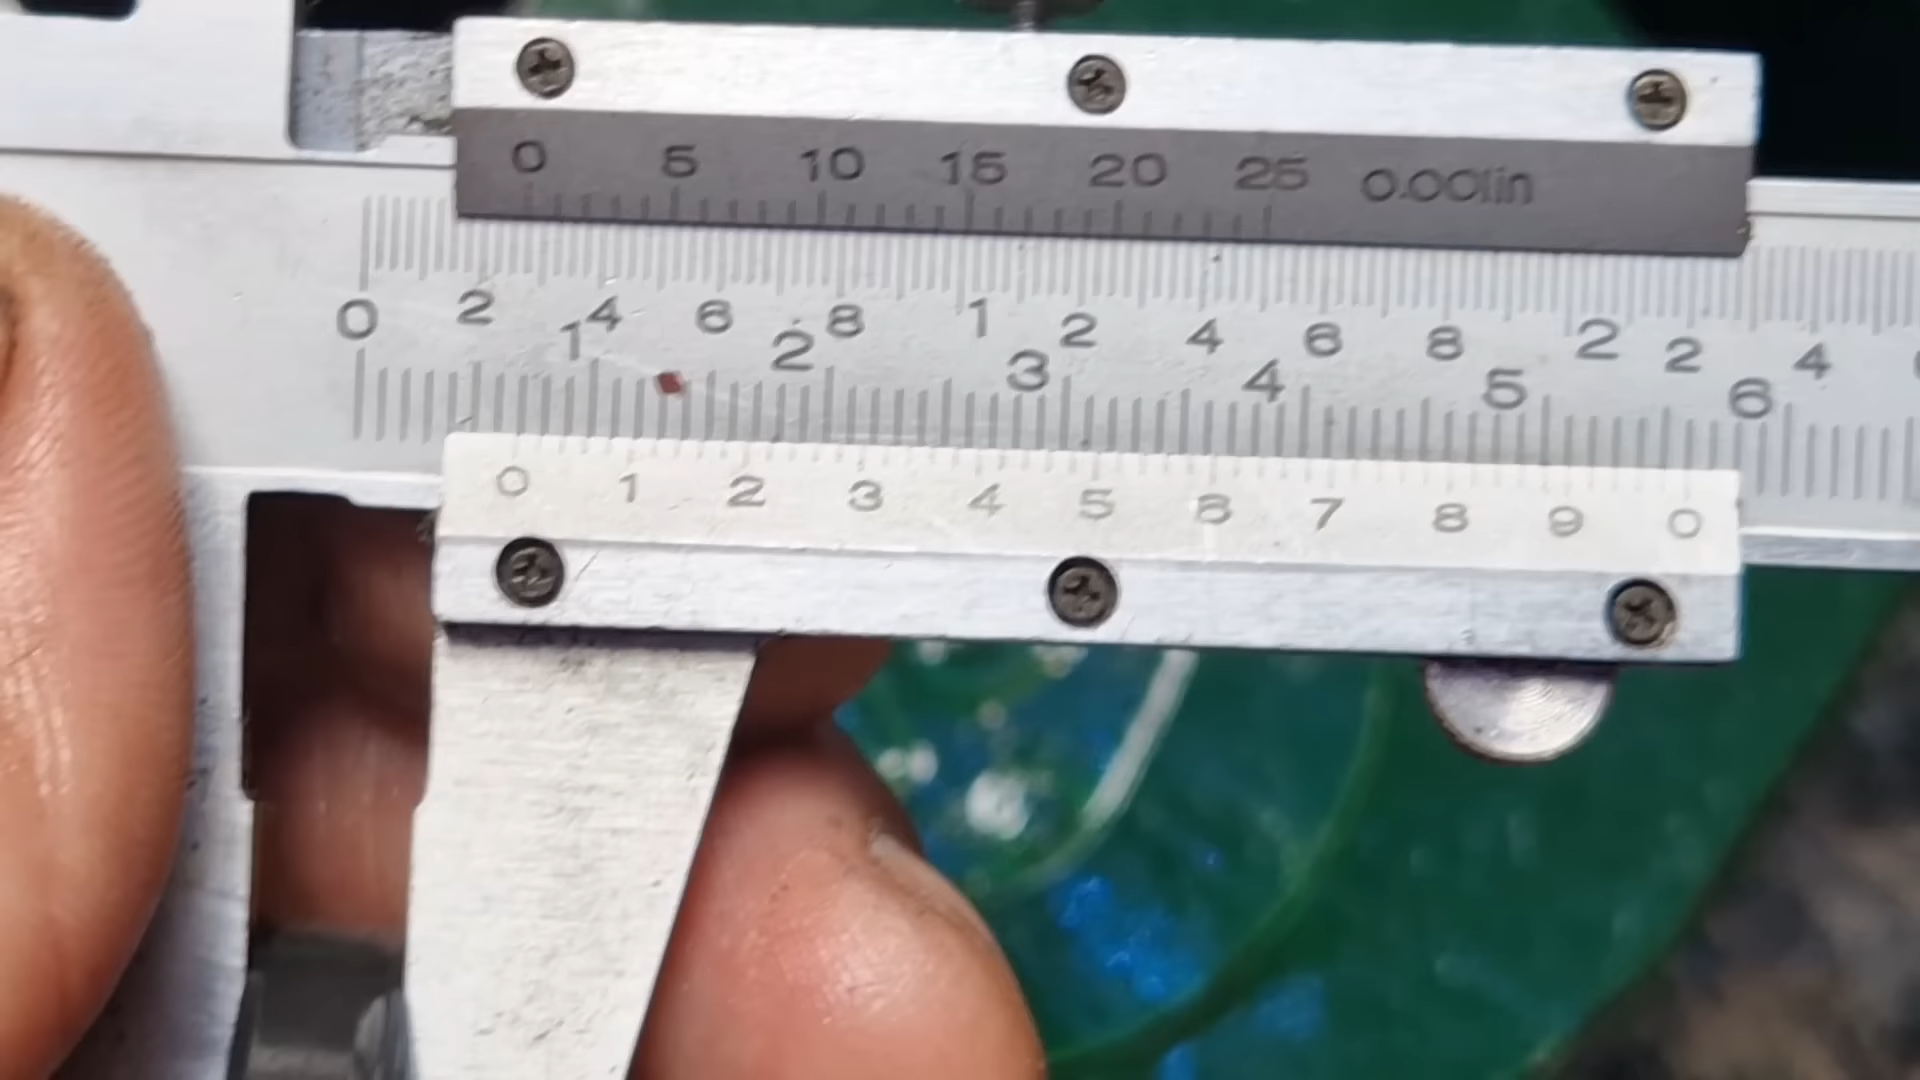 0 5 10 15 20 25 0.001in
0 2 4 6 8 1 2 4 6 8 2 2 4
1 2 3 4 5 6
0 1 2 3 4 5 6 7 8 9 0